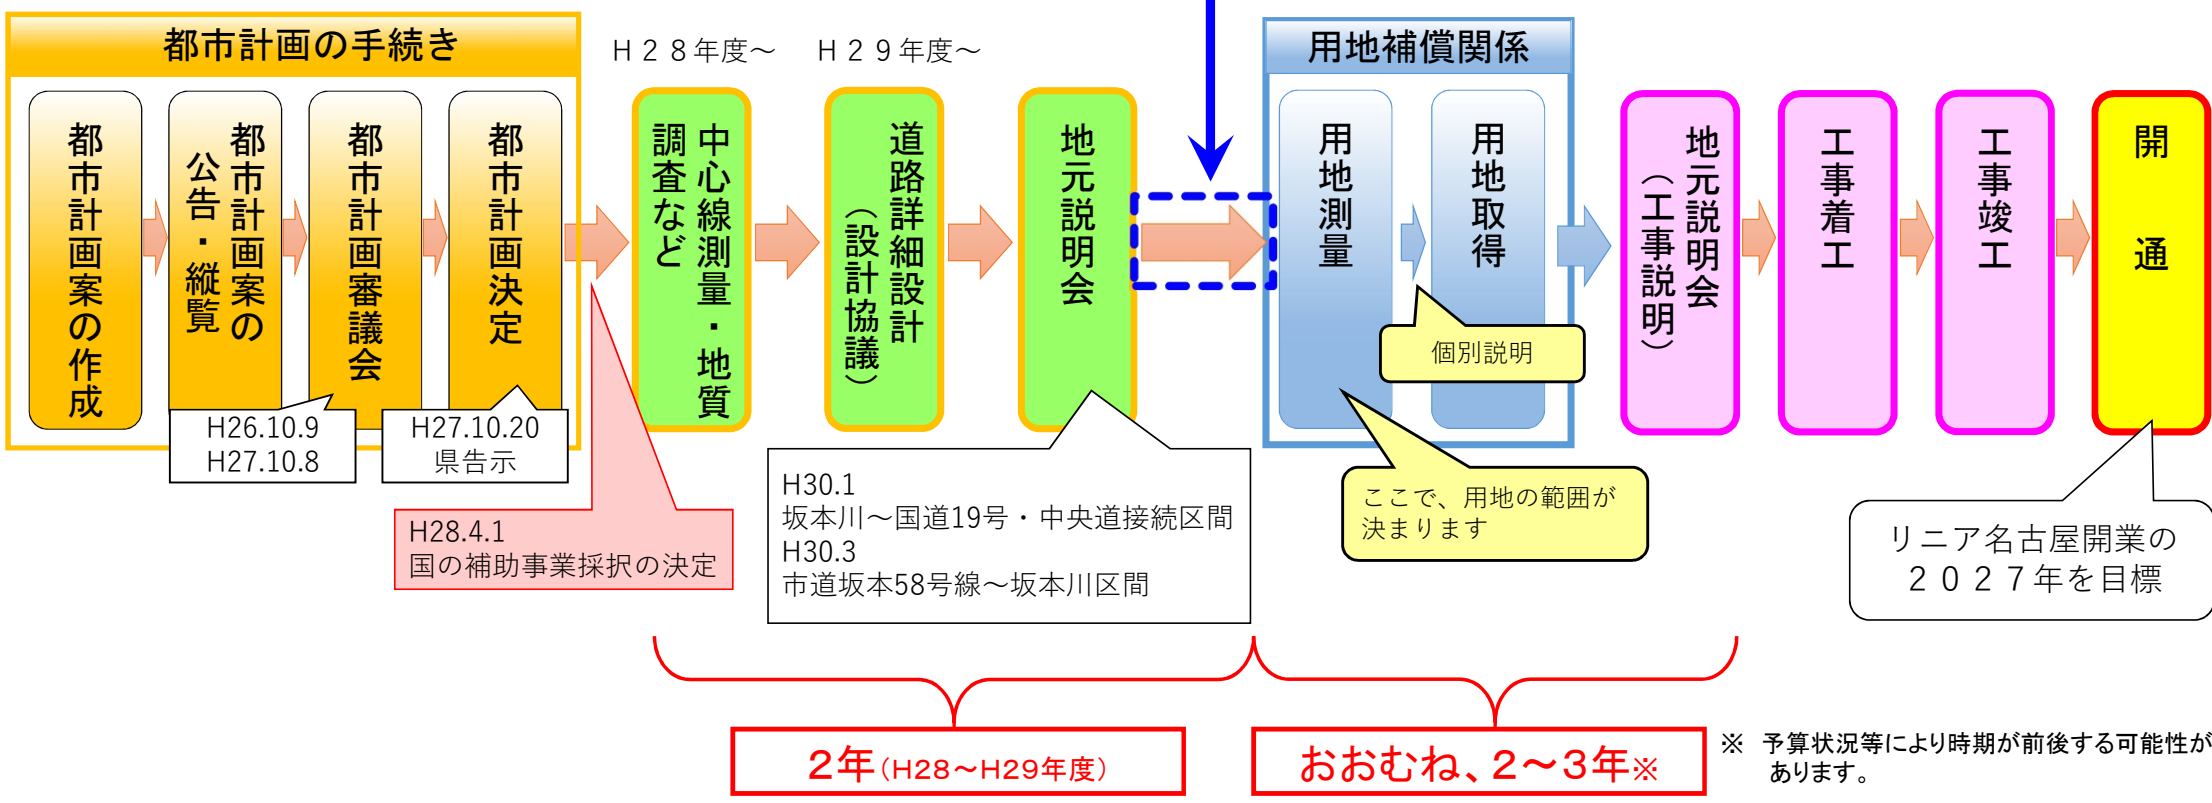 都市計画の手続き
都市計画案の作成
都市計画案の
公告・縦覧
都市計画審議会
都市計画決定
H26.10.9
H27.10.8
H27.10.20
県告示
H28.4.1
国の補助事業採択の決定
H28年度～
中心線測量・地質
調査など
H29年度～
道路詳細設計
（設計協議）
地元説明会
H30.1
坂本川～国道19号・中央道接続区間
H30.3
市道坂本58号線～坂本川区間
用地補償関係
用地測量
用地取得
個別説明
ここで、用地の範囲が
決まります
地元説明会
（工事説明）
工事着工
工事竣工
開通
リニア名古屋開業の
2027年を目標
2年(H28～H29年度)
おおむね、2～3年※
※ 予算状況等により時期が前後する可能性が
あります。